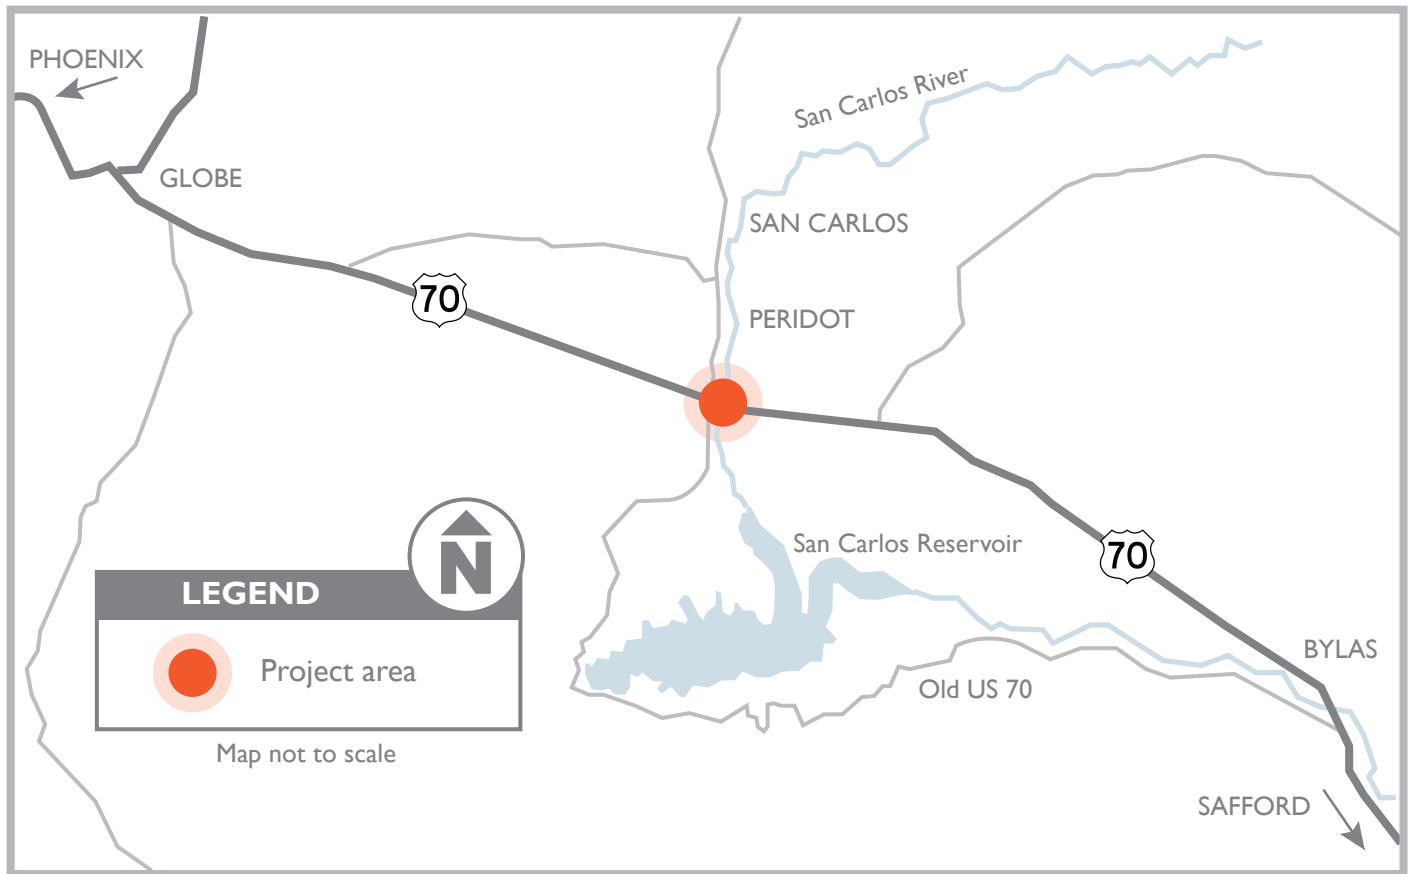 PHOENIX
San Carlos River
GLOBE
SAN CARLOS
70
PERIDOT
San Carlos Reservoir
70
N
LEGEND
Project area
BYLAS
Old US 70
Map not to scale
SAFFORD